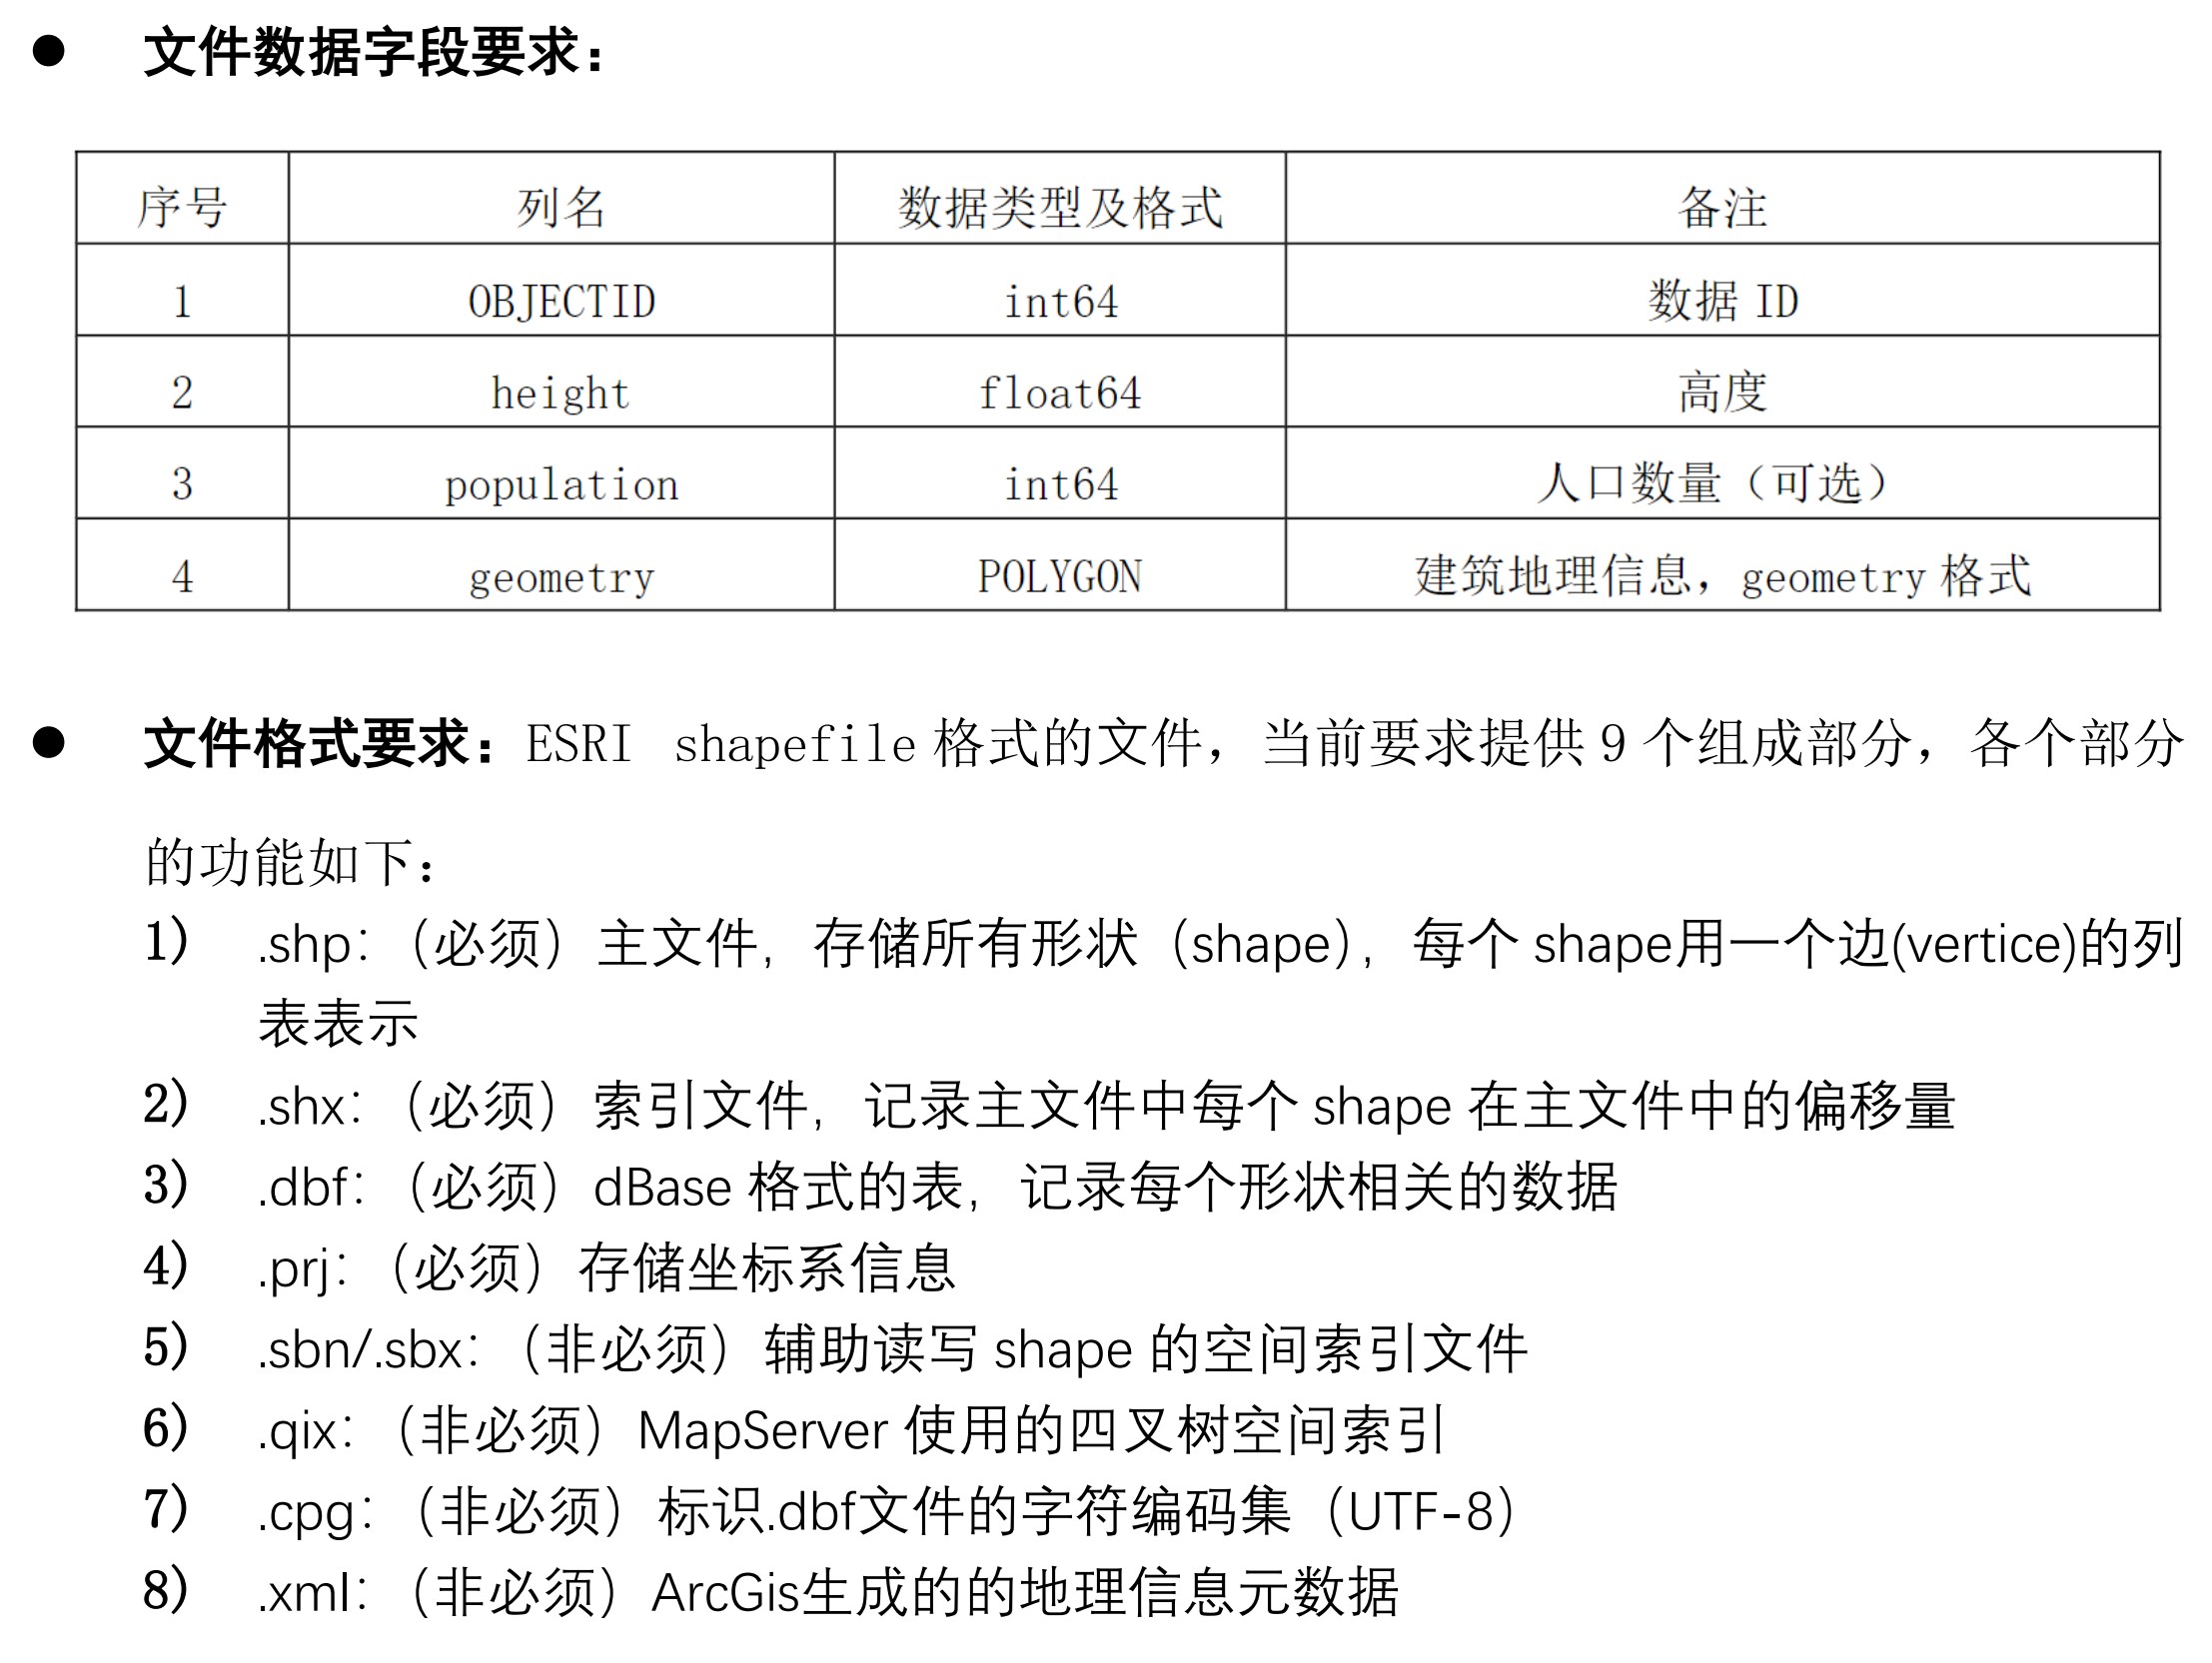 ● 文件数据字段要求：
序号 列名 数据类型及格式 备注
1 OBJECTID int64 数据 ID
2 height float64 高度
3 population int64 人口数量（可选）
4 geometry POLYGON 建筑地理信息，geometry 格式
● 文件格式要求：ESRI shapefile 格式的文件，当前要求提供 9 个组成部分，各个部分
的功能如下：
1) .shp：（必须）主文件，存储所有形状（shape），每个 shape用一个边(vertice)的列
表表示
2) .shx：（必须）索引文件，记录主文件中每个 shape 在主文件中的偏移量
3) .dbf：（必须）dBase 格式的表，记录每个形状相关的数据
4) .prj：（必须）存储坐标系信息
5) .sbn/.sbx：（非必须）辅助读写 shape 的空间索引文件
6) .qix：（非必须）MapServer 使用的四叉树空间索引
7) .cpg：（非必须）标识.dbf文件的字符编码集（UTF-8）
8) .xml：（非必须）ArcGis生成的的地理信息元数据